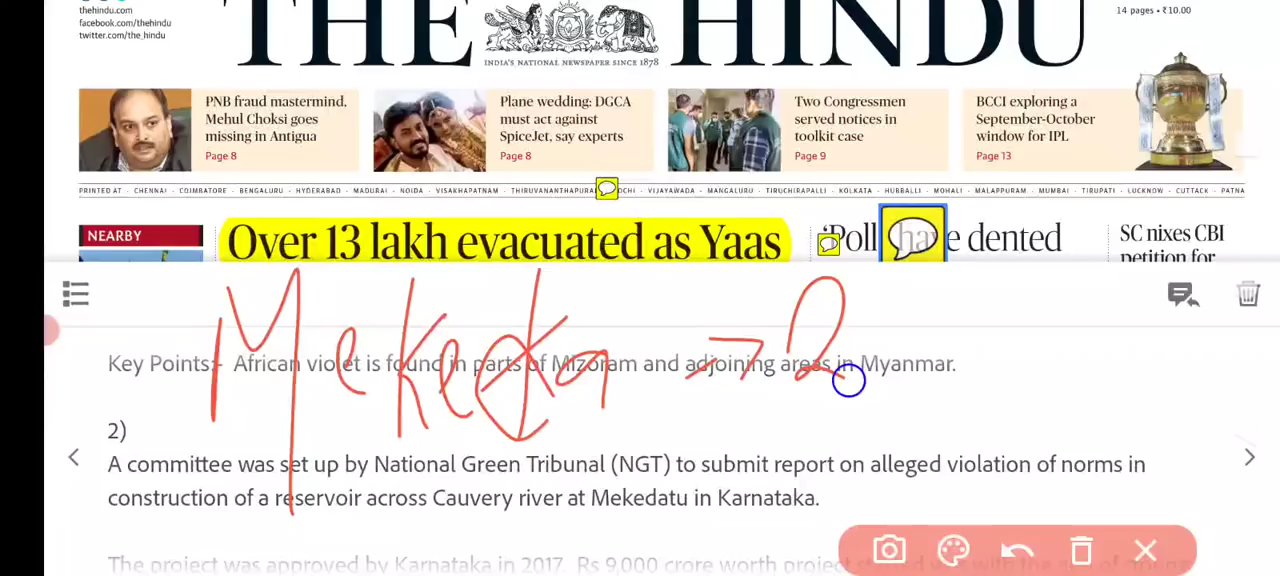 thehindu.com
facebook.com/thehindu
twitter.com/the_hindu
THE HINDU
INDIA'S NATIONAL NEWSPAPER SINCE 1878
14 pages • ₹10.00
PNB fraud mastermind, Mehul Choksi goes missing in Antigua
Page 8
Plane wedding: DGCA must act against SpiceJet, say experts
Page 8
Two Congressmen served notices in toolkit case
Page 9
BCCI exploring a September-October window for IPL
Page 13
PRINTED AT • CHENNAI • COIMBATORE • BENGALURU • HYDERABAD • MADURAI • NOIDA • VISAKHAPATNAM • THIRUVANANTHAPURA OCHI • VIJAYAWADA • MANGALURU • TIRUCHIRAPALLI • KOLKATA • HUBBALLI • MOHALI • MALAPPURAM • MUMBAI • TIRUPATI • LUCKNOW • CUTTACK • PATNA
NEARBY
Over 13 lakh evacuated as Yaas
'Poll have dented
SC nixes CBI
petition for
Mekeda → 2
Key Points:- African violet is found in parts of Mizoram and adjoining areas in Myanmar.
2)
A committee was set up by National Green Tribunal (NGT) to submit report on alleged violation of norms in
construction of a reservoir across Cauvery river at Mekedatu in Karnataka.
The project was approved by Karnataka in 2017. Rs 9,000 crore worth project